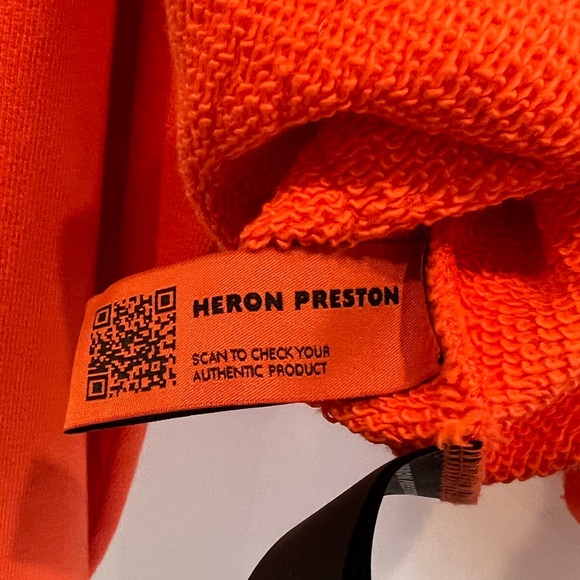 HERON PRESTON
SCAN TO CHECK YOUR
AUTHENTIC PRODUCT